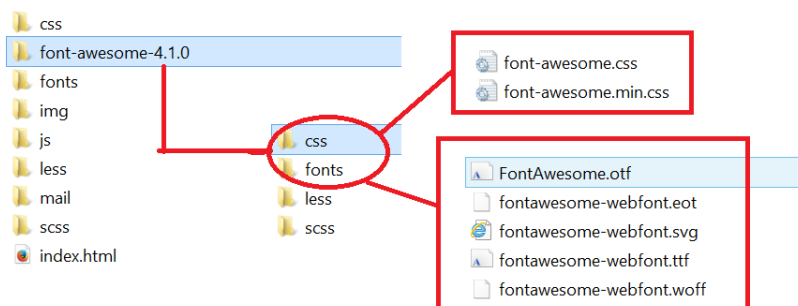 css
font-awesome-4.1.0
fonts
img
js
less
mail
scss
index.html
css
fonts
less
scss
font-awesome.css
font-awesome.min.css
FontAwesome.otf
fontawesome-webfont.eot
fontawesome-webfont.svg
fontawesome-webfont.ttf
fontawesome-webfont.woff